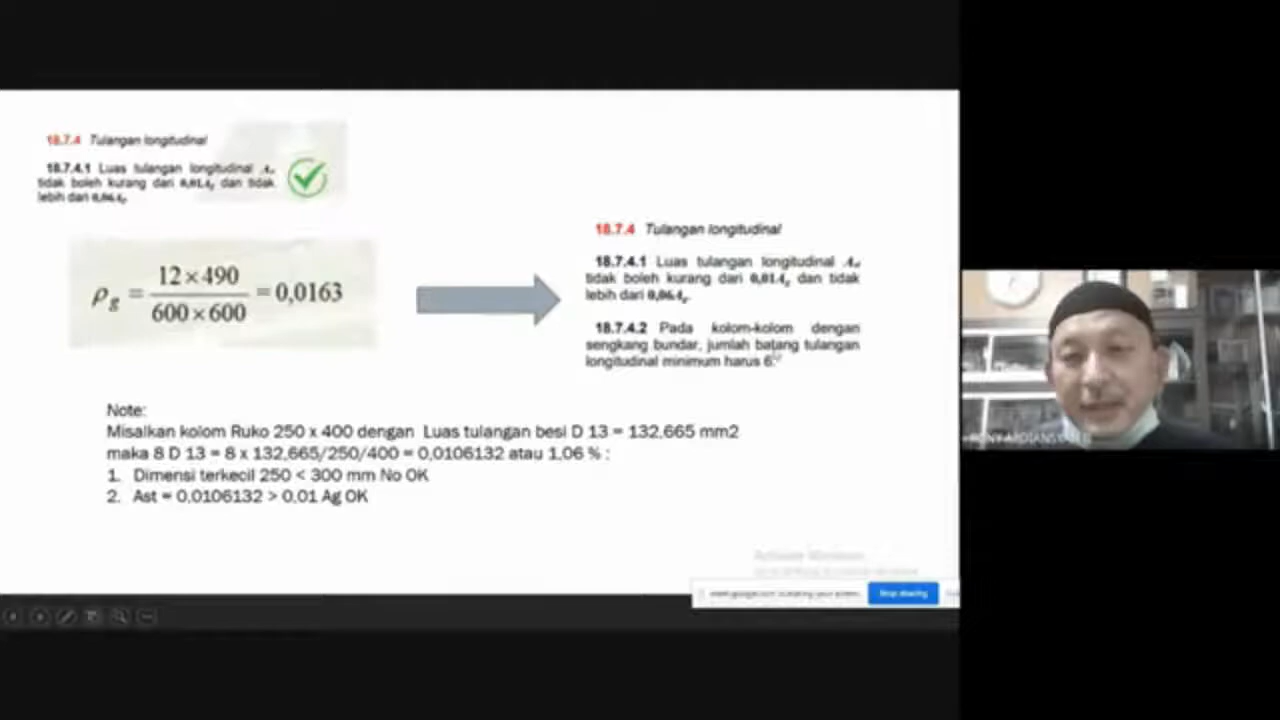 18.7.4 Tulangan longitudinal
18.7.4.1 Luas tulangan longitudinal
tidak boleh kurang dari 0,01A_g dan tidak
lebih dari 0,06A_g
ρ_g = 12 × 490 / 600 × 600 = 0,0163
18.7.4 Tulangan longitudinal
18.7.4.1 Luas tulangan longitudinal A_st
tidak boleh kurang dari 0,01A_g dan tidak
lebih dari 0,06A_g.
18.7.4.2 Pada kolom-kolom dengan
sengkang bundar, jumlah batang tulangan
longitudinal minimum harus 6.
Note:
Misalkan kolom Ruko 250 x 400 dengan Luas tulangan besi D 13 = 132,665 mm2
maka 8 D 13 = 8 x 132,665/250/400 = 0,0106132 atau 1,06 % :
1. Dimensi terkecil 250 < 300 mm No OK
2. Ast = 0,0106132 > 0,01 Ag OK
Activate Windows
Stop sharing